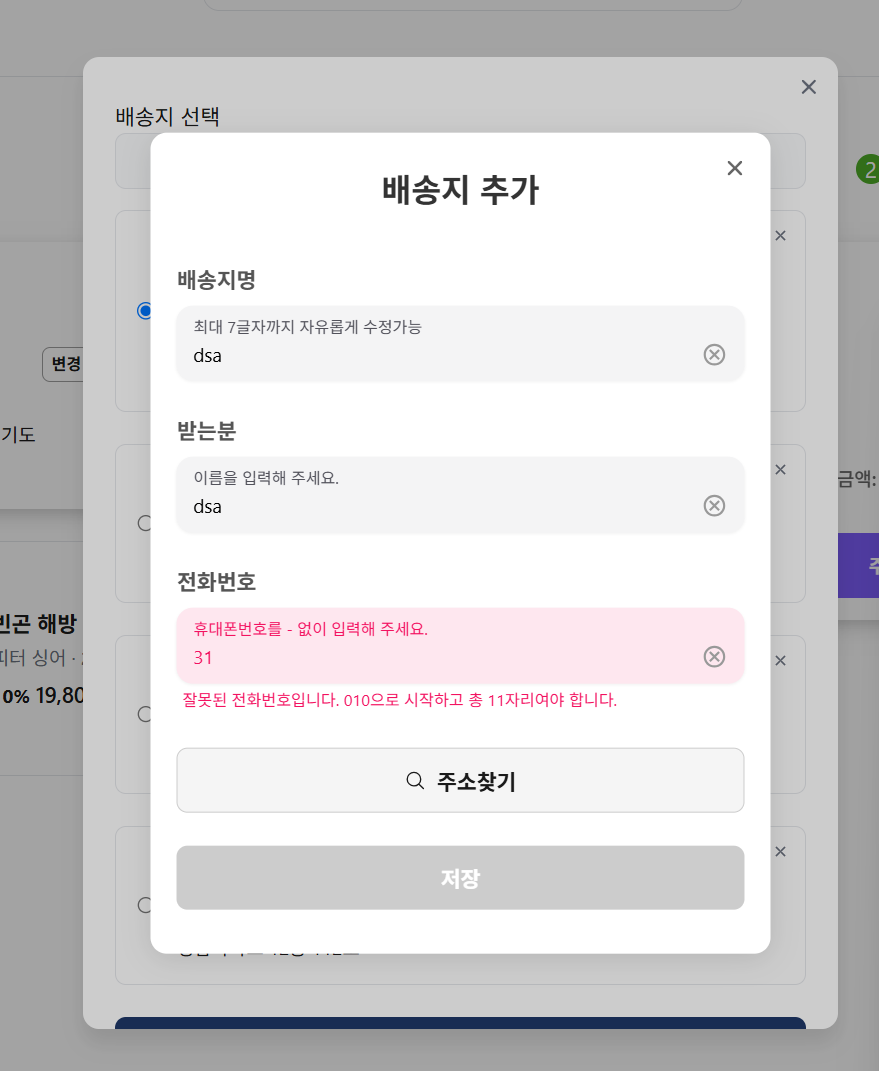 배송지 선택
2
배송지 추가
배송지명
최대 7글자까지 자유롭게 수정가능
dsa
변경
기도
받는분
이름을 입력해 주세요.
dsa
금액:
전화번호
휴대폰번호를 - 없이 입력해 주세요.
31
잘못된 전화번호입니다. 010으로 시작하고 총 11자리여야 합니다.
빈곤 해방
피터 싱어 ·
0% 19,80
주소찾기
저장